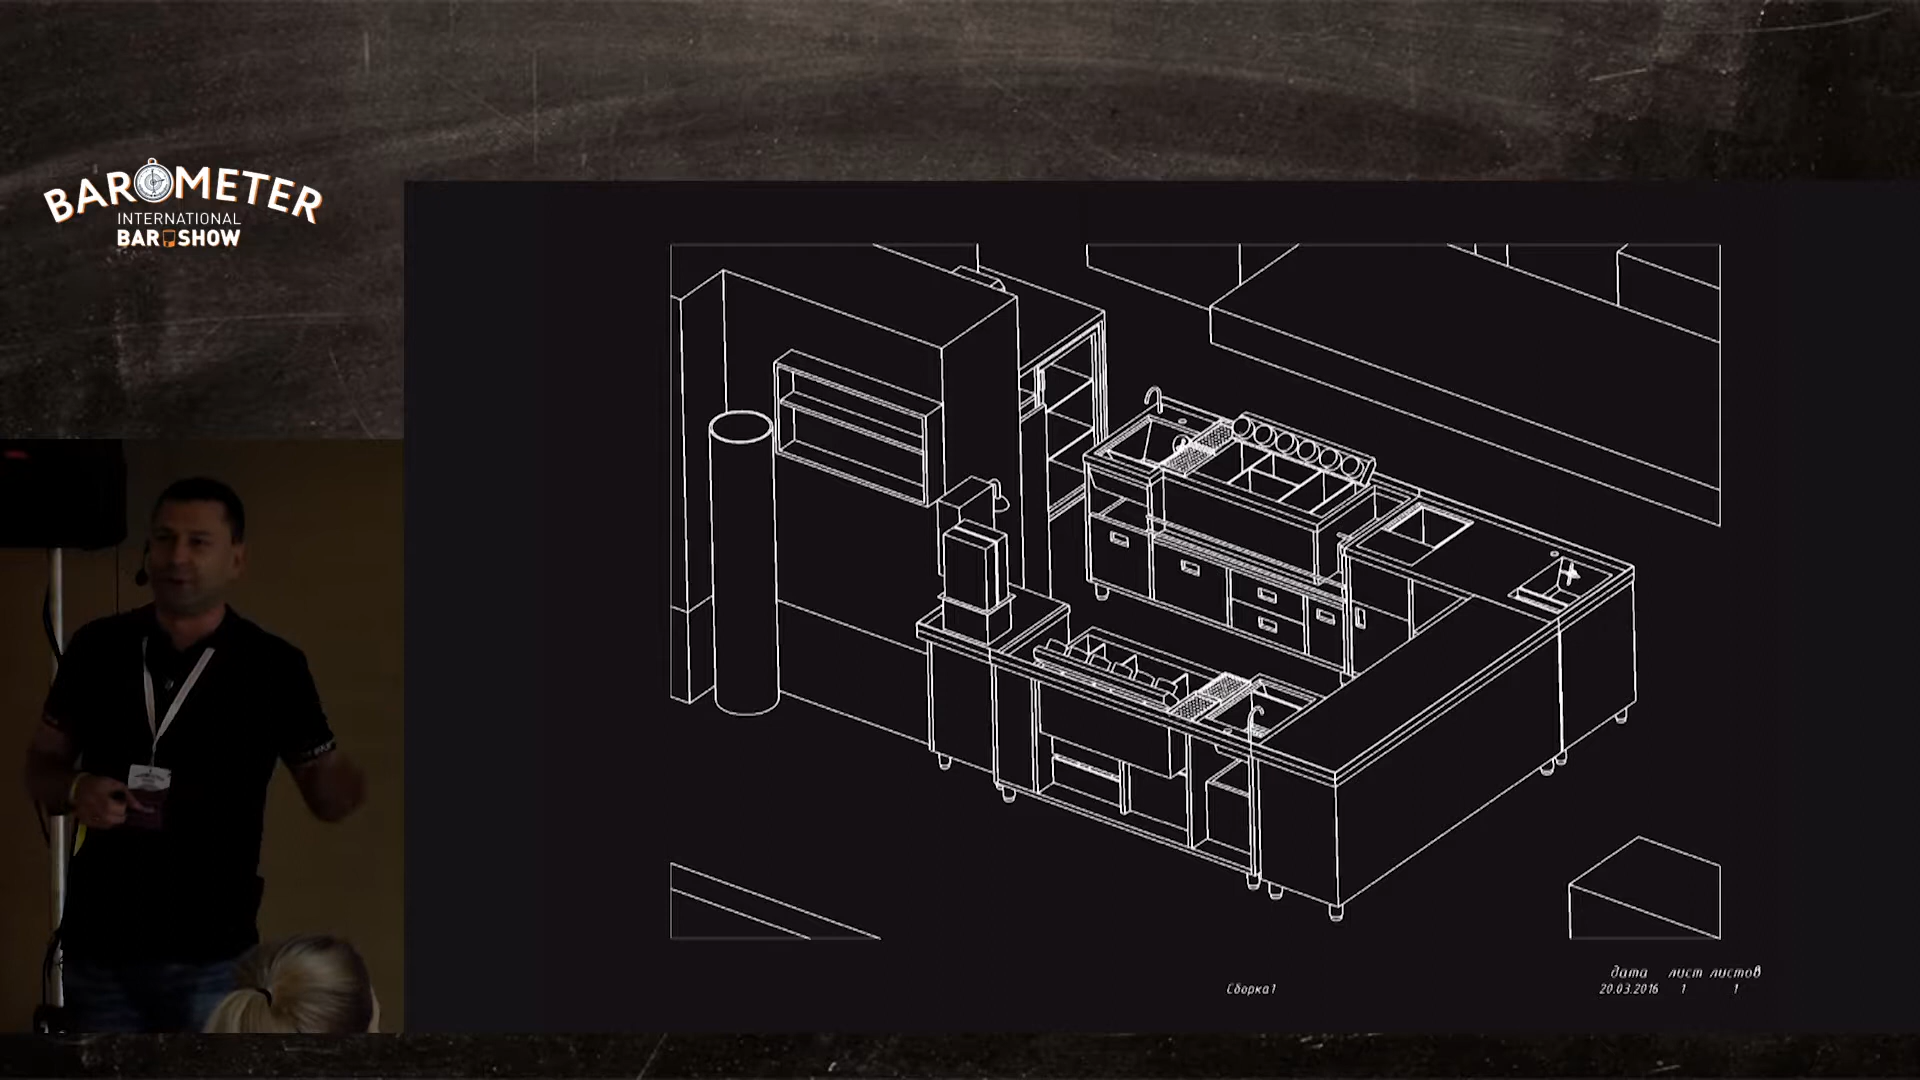 BAROMETER
INTERNATIONAL
BAR SHOW
дата лист листов
20.03.2016 1 1
Сборка1